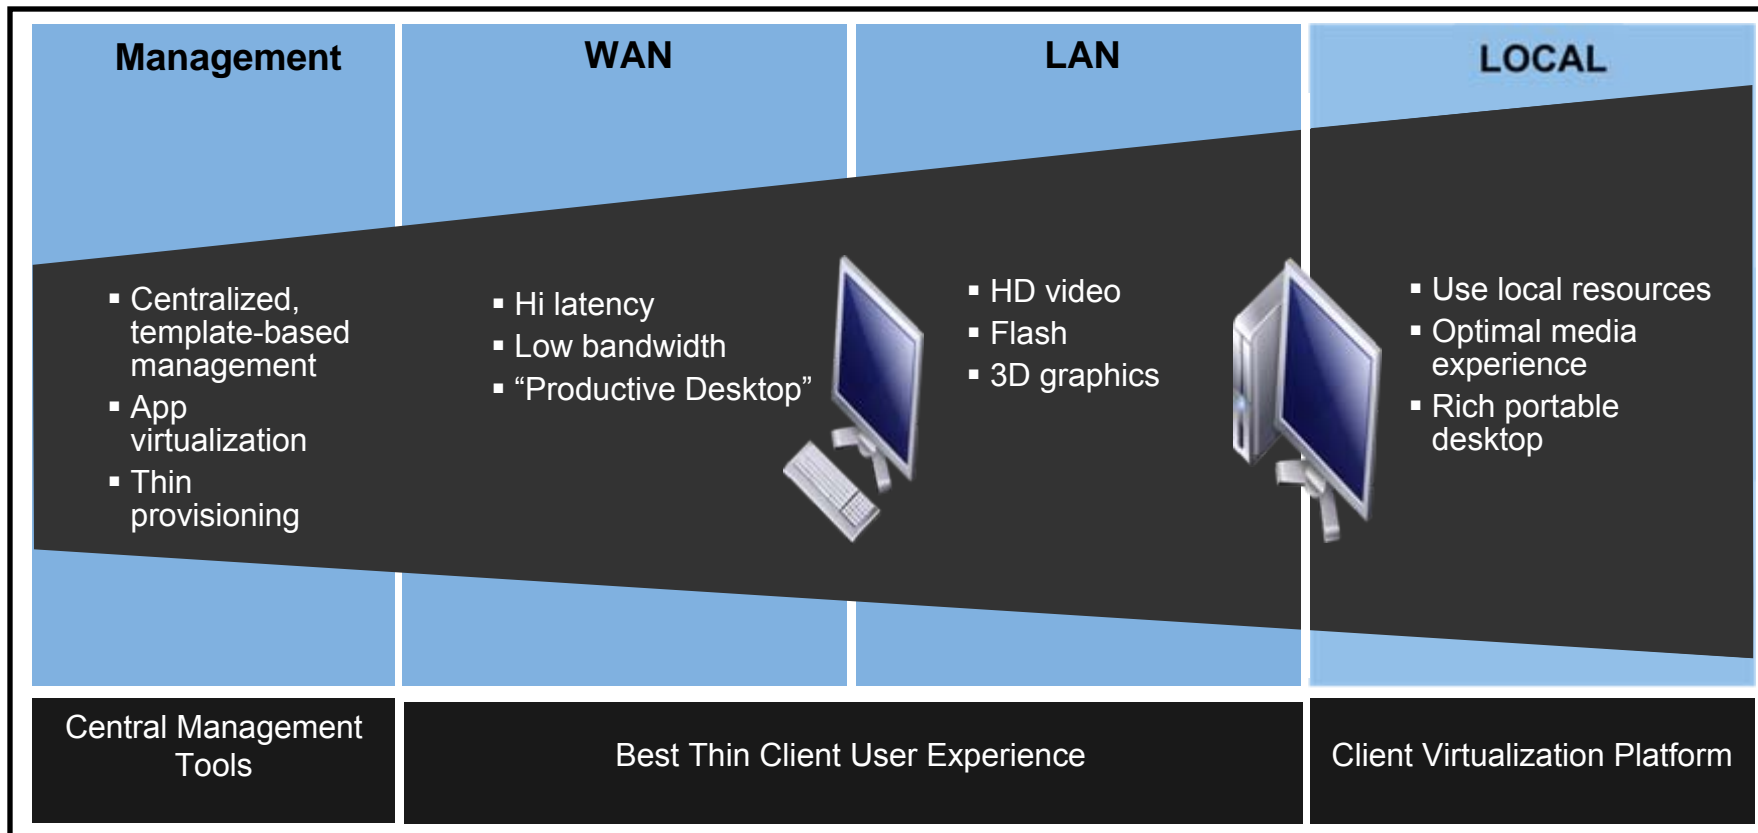 Management
WAN
LAN
LOCAL
▪ Centralized,
template-based
management
▪ App
virtualization
▪ Thin
provisioning
▪ Hi latency
▪ Low bandwidth
▪ “Productive Desktop”
▪ HD video
▪ Flash
▪ 3D graphics
▪ Use local resources
▪ Optimal media
experience
▪ Rich portable
desktop
Central Management
Tools
Best Thin Client User Experience
Client Virtualization Platform